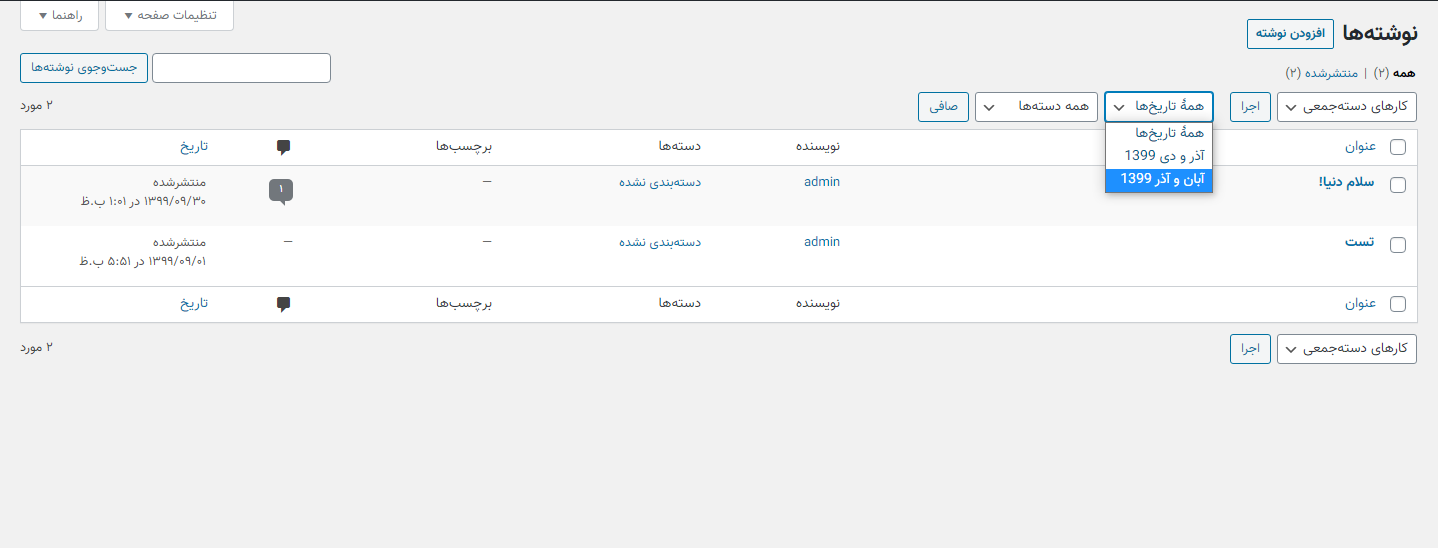 راهنما
تنظیمات صفحه
نوشته‌ها
افزودن نوشته
همه (۲) | منتشرشده (۲)
جست‌وجوی نوشته‌ها
کارهای دسته‌جمعی
اجرا
همهٔ تاریخ‌ها
همه دسته‌ها
صافی
۲ مورد
همهٔ تاریخ‌ها
آذر و دی 1399
آبان و آذر 1399
عنوان نویسنده دسته‌ها برچسب‌ها تاریخ
سلام دنیا! admin دسته‌بندی نشده — ۱ منتشرشده
۱۳۹۹/۰۹/۳۰ در ۱:۰۱ ب.ظ
تست admin دسته‌بندی نشده — — منتشرشده
۱۳۹۹/۰۹/۰۱ در ۵:۵۱ ب.ظ
عنوان نویسنده دسته‌ها برچسب‌ها تاریخ
کارهای دسته‌جمعی
اجرا
۲ مورد